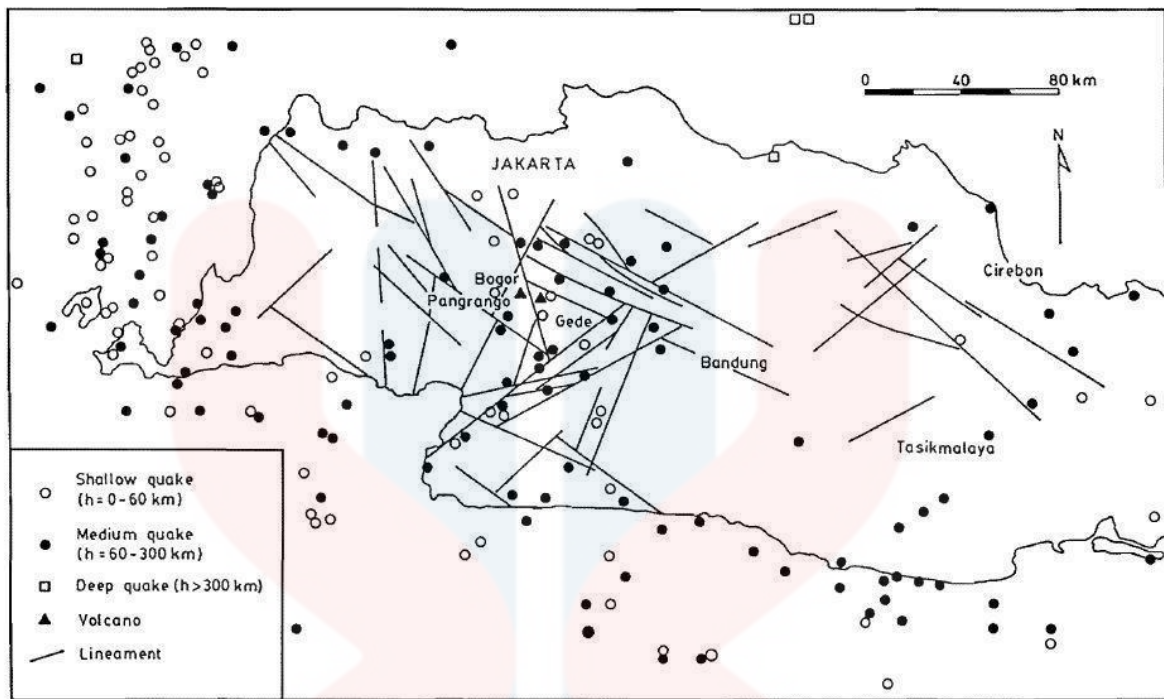 0 40 80 km
N
JAKARTA
Cirebon
Bogor
Pangrango
Gede
Bandung
Tasikmalaya
Shallow quake
(h = 0-60 km)
Medium quake
(h = 60-300 km)
Deep quake (h > 300 km)
Volcano
Lineament